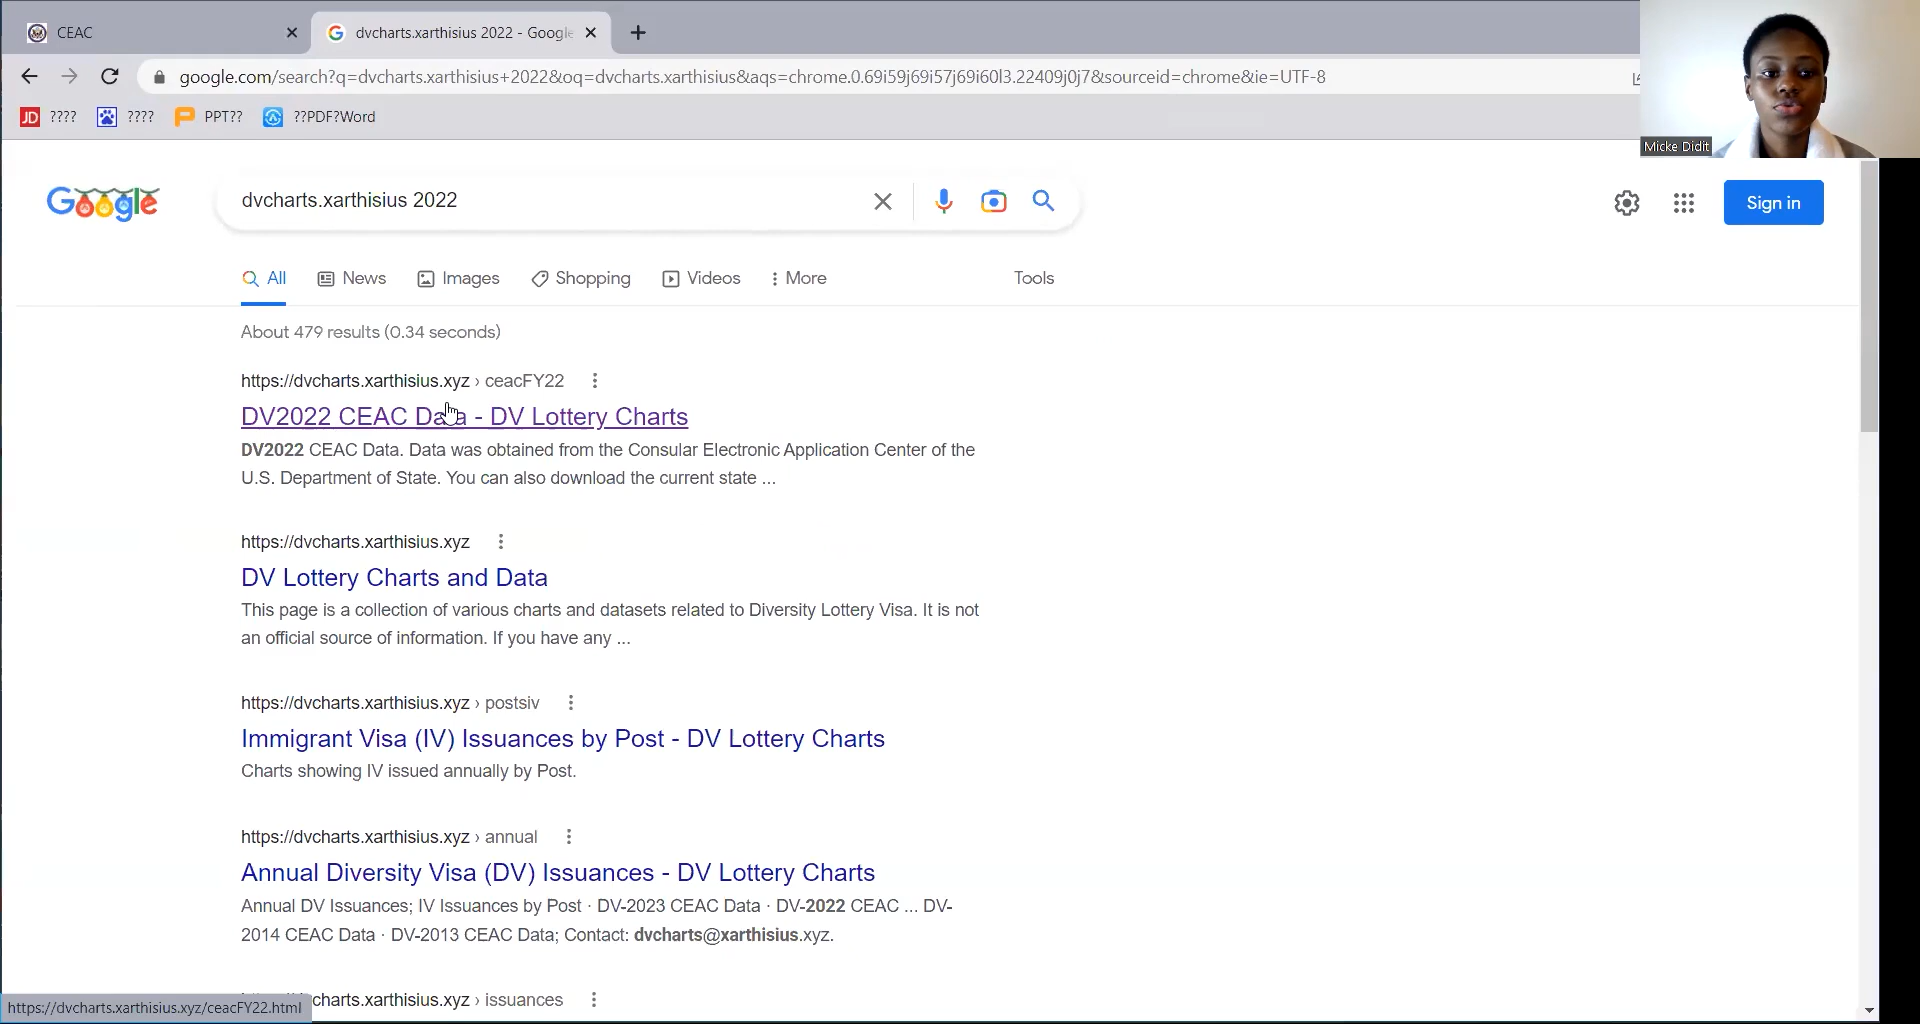 CEAC
dvcharts.xarthisius 2022 - Google
google.com/search?q=dvcharts.xarthisius+2022&oq=dvcharts.xarthisius&aqs=chrome.0.69i59j69i57j69i60l3.22409j0j7&sourceid=chrome&ie=UTF-8
JD ???? ???? PPT?? ??PDF?Word
Micke Didit
Google
dvcharts.xarthisius 2022
Sign in
All News Images Shopping Videos More Tools
About 479 results (0.34 seconds)
https://dvcharts.xarthisius.xyz › ceacFY22
DV2022 CEAC Data - DV Lottery Charts
DV2022 CEAC Data. Data was obtained from the Consular Electronic Application Center of the
U.S. Department of State. You can also download the current state ...
https://dvcharts.xarthisius.xyz
DV Lottery Charts and Data
This page is a collection of various charts and datasets related to Diversity Lottery Visa. It is not
an official source of information. If you have any ...
https://dvcharts.xarthisius.xyz › postsiv
Immigrant Visa (IV) Issuances by Post - DV Lottery Charts
Charts showing IV issued annually by Post.
https://dvcharts.xarthisius.xyz › annual
Annual Diversity Visa (DV) Issuances - DV Lottery Charts
Annual DV Issuances; IV Issuances by Post · DV-2023 CEAC Data · DV-2022 CEAC ... DV-
2014 CEAC Data · DV-2013 CEAC Data; Contact: dvcharts@xarthisius.xyz.
charts.xarthisius.xyz › issuances
https://dvcharts.xarthisius.xyz/ceacFY22.html